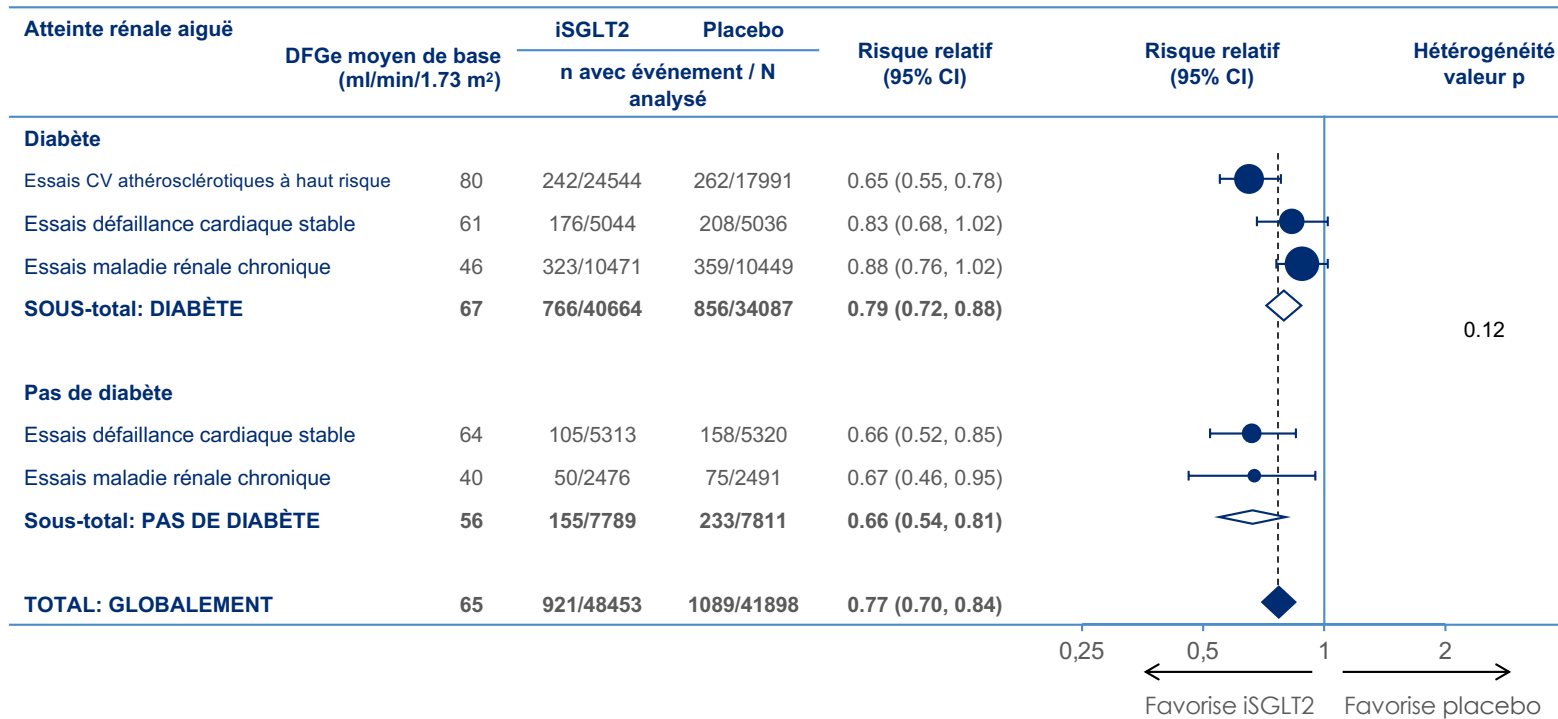 Atteinte rénale aiguë
DFGe moyen de base
(ml/min/1.73 m²)
iSGLT2 Placebo
n avec événement / N
analysé
Risque relatif
(95% CI)
Risque relatif
(95% CI)
Hétérogénéité
valeur p
Diabète
Essais CV athérosclérotiques à haut risque 80 242/24544 262/17991 0.65 (0.55, 0.78)
Essais défaillance cardiaque stable 61 176/5044 208/5036 0.83 (0.68, 1.02)
Essais maladie rénale chronique 46 323/10471 359/10449 0.88 (0.76, 1.02)
SOUS-total: DIABÈTE 67 766/40664 856/34087 0.79 (0.72, 0.88)
0.12
Pas de diabète
Essais défaillance cardiaque stable 64 105/5313 158/5320 0.66 (0.52, 0.85)
Essais maladie rénale chronique 40 50/2476 75/2491 0.67 (0.46, 0.95)
Sous-total: PAS DE DIABÈTE 56 155/7789 233/7811 0.66 (0.54, 0.81)
TOTAL: GLOBALEMENT 65 921/48453 1089/41898 0.77 (0.70, 0.84)
0,25 0,5 1 2
Favorise iSGLT2 Favorise placebo